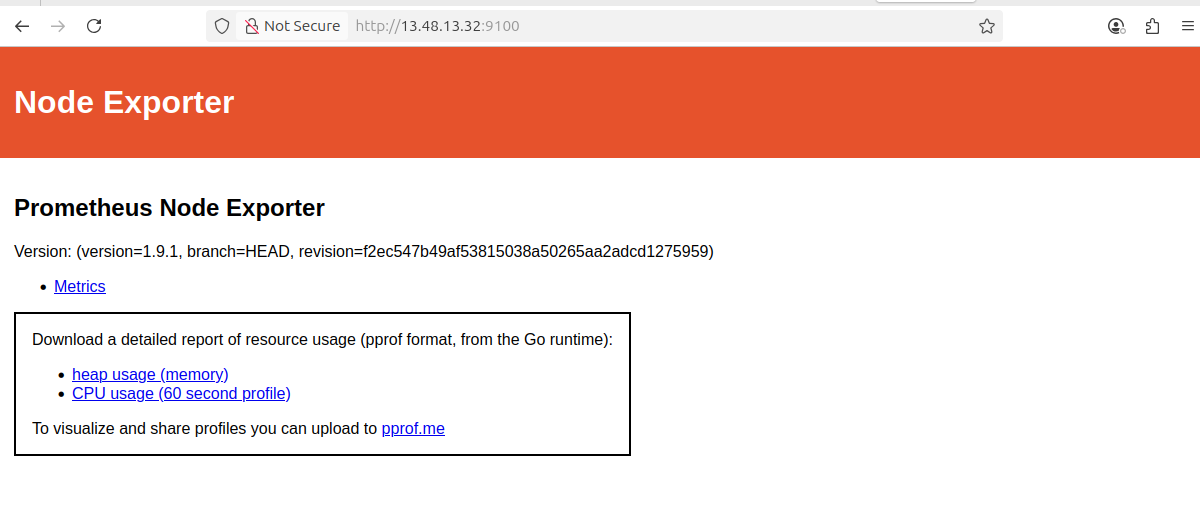 Not Secure http://13.48.13.32:9100
Node Exporter
Prometheus Node Exporter
Version: (version=1.9.1, branch=HEAD, revision=f2ec547b49af53815038a50265aa2adcd1275959)
Metrics
Download a detailed report of resource usage (pprof format, from the Go runtime):
heap usage (memory)
CPU usage (60 second profile)
To visualize and share profiles you can upload to pprof.me